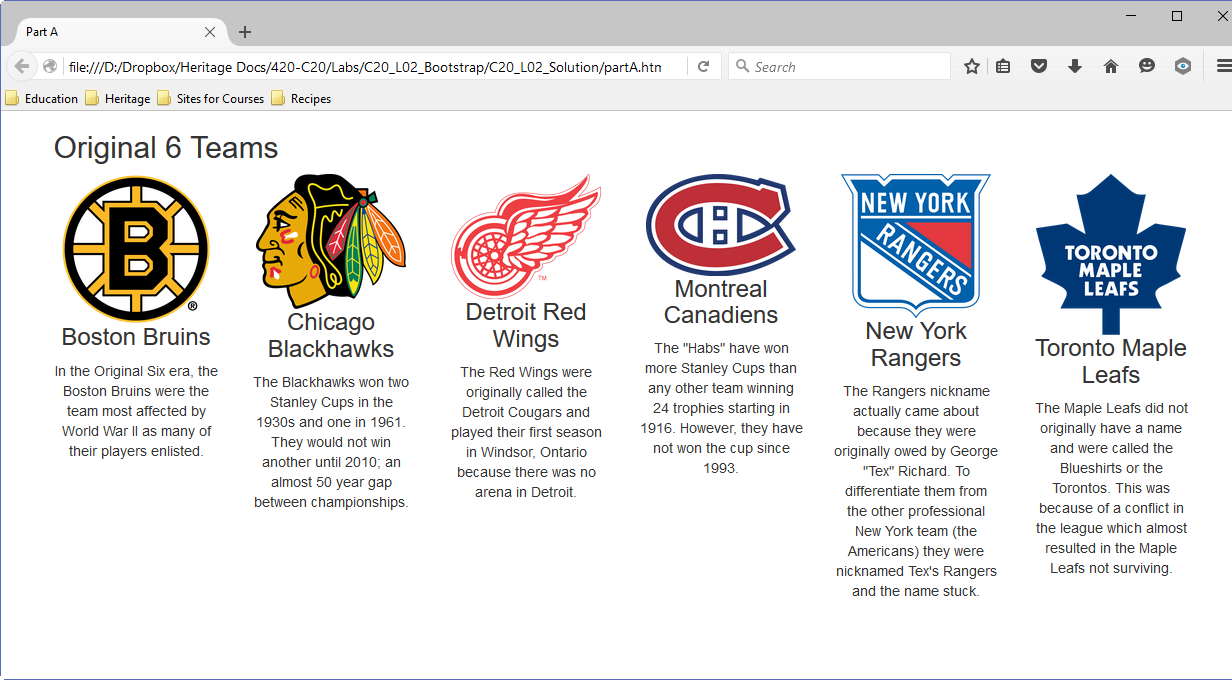 Part A
file:///D:/Dropbox/Heritage Docs/420-C20/Labs/C20_L02_Bootstrap/C20_L02_Solution/partA.htm
Search
Education
Heritage
Sites for Courses
Recipes
Original 6 Teams
B
®
Boston Bruins
In the Original Six era, the
Boston Bruins were the
team most affected by
World War II as many of
their players enlisted.
Chicago
Blackhawks
The Blackhawks won two
Stanley Cups in the
1930s and one in 1961.
They would not win
another until 2010; an
almost 50 year gap
between championships.
TM
Detroit Red
Wings
The Red Wings were
originally called the
Detroit Cougars and
played their first season
in Windsor, Ontario
because there was no
arena in Detroit.
CH
Montreal
Canadiens
The "Habs" have won
more Stanley Cups than
any other team winning
24 trophies starting in
1916. However, they have
not won the cup since
1993.
NEW YORK
RANGERS
New York
Rangers
The Rangers nickname
actually came about
because they were
originally owed by George
"Tex" Richard. To
differentiate them from
the other professional
New York team (the
Americans) they were
nicknamed Tex's Rangers
and the name stuck.
TORONTO
MAPLE
LEAFS
Toronto Maple
Leafs
The Maple Leafs did not
originally have a name
and were called the
Blueshirts or the
Torontos. This was
because of a conflict in
the league which almost
resulted in the Maple
Leafs not surviving.